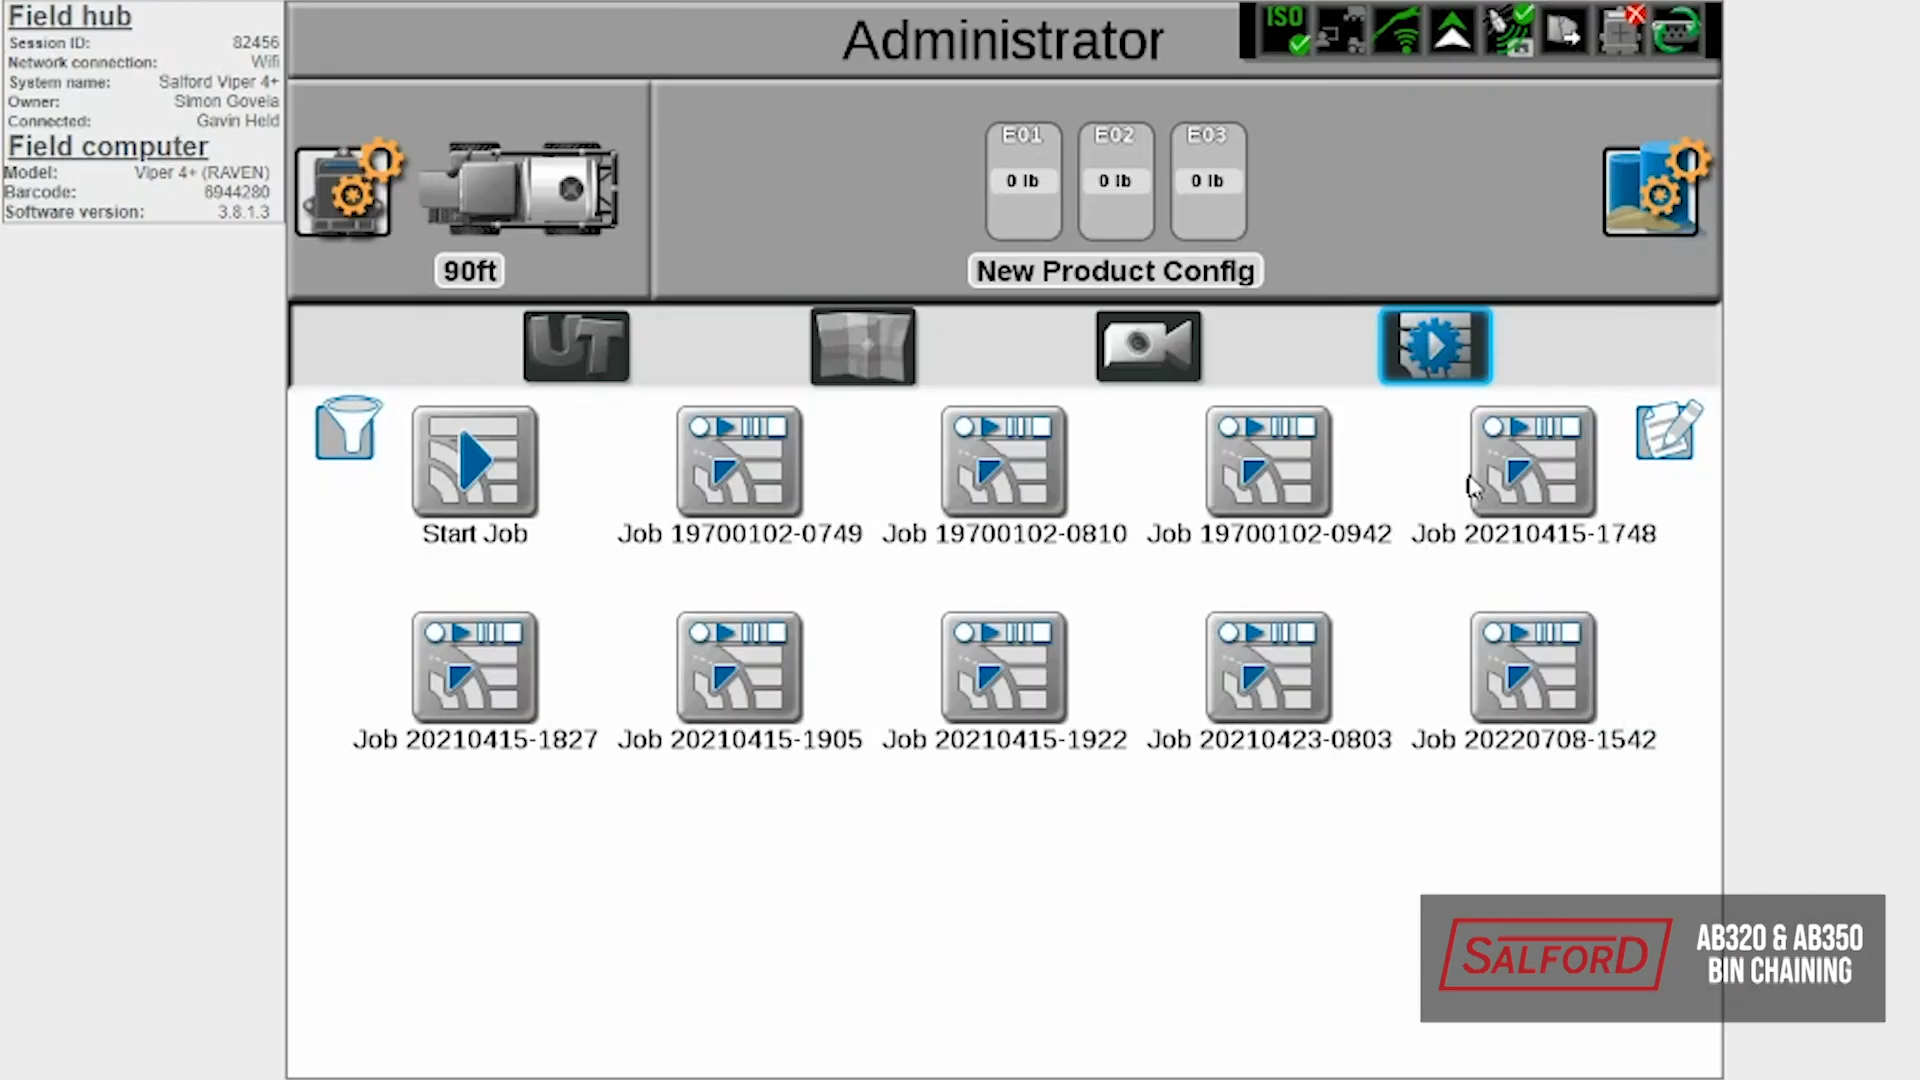 Field hub
Session ID: 82456
Network connection: Wifi
System name: Salford Viper 4+
Owner: Simon Goveia
Connected: Gavin Held
Field computer
Model: Viper 4+ (RAVEN)
Barcode: 6944280
Software version: 3.8.1.3
Administrator
ISO
E01 E02 E03
0 lb 0 lb 0 lb
90ft
New Product Config
UT
Start Job
Job 19700102-0749
Job 19700102-0810
Job 19700102-0942
Job 20210415-1748
Job 20210415-1827
Job 20210415-1905
Job 20210415-1922
Job 20210423-0803
Job 20220708-1542
SALFORD
AB320 & AB350
BIN CHAINING